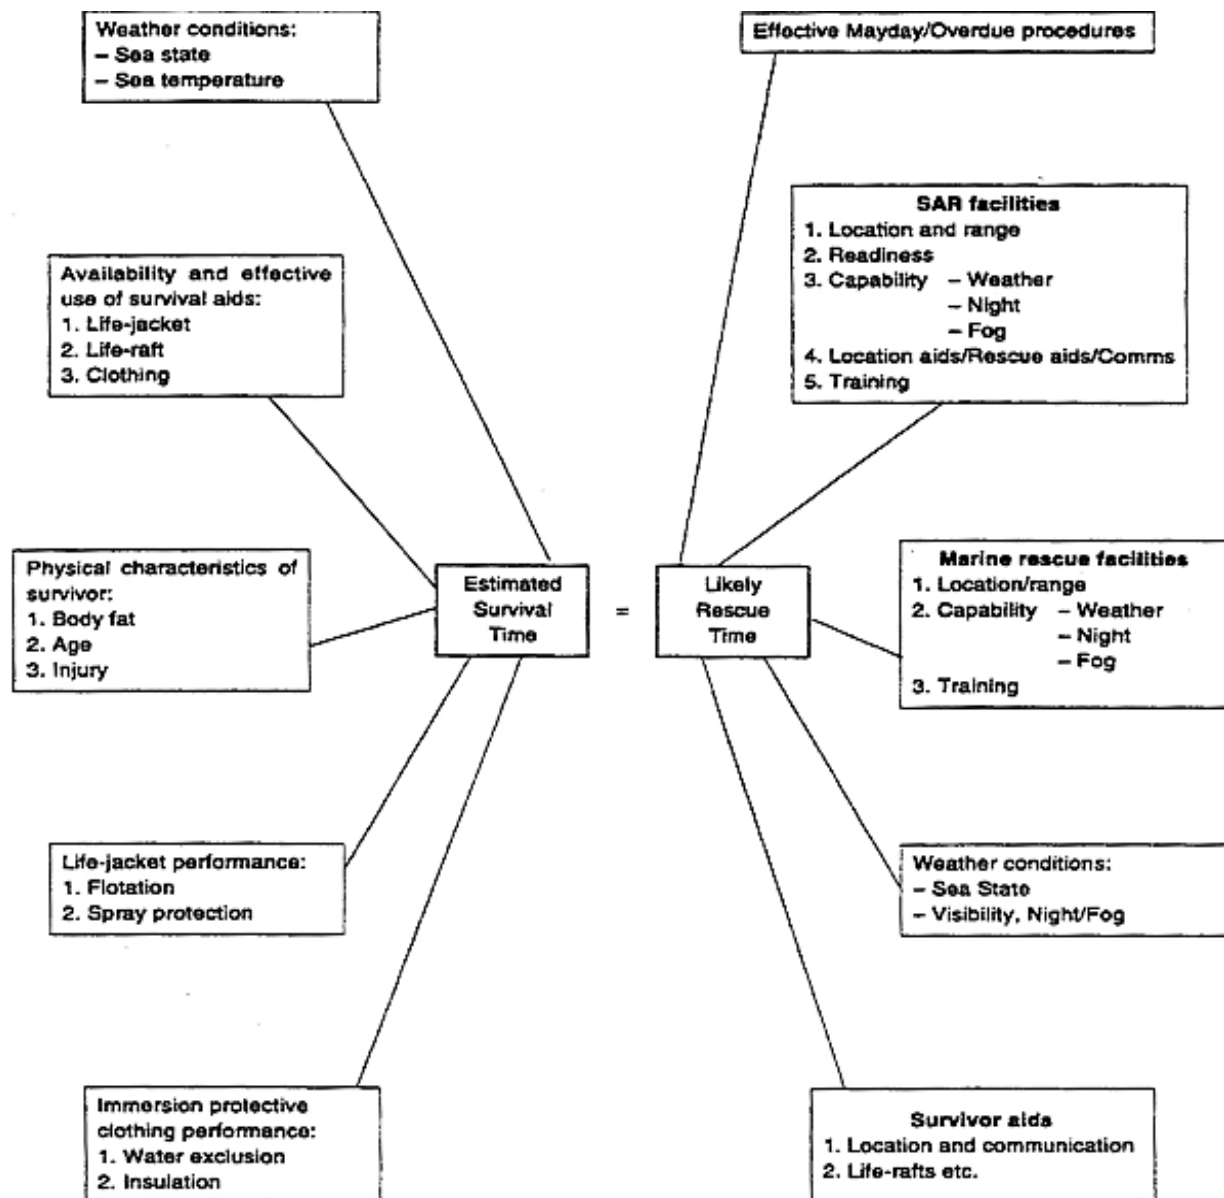 Weather conditions:
– Sea state
– Sea temperature
Effective Mayday/Overdue procedures
SAR facilities
1. Location and range
2. Readiness
3. Capability – Weather
– Night
– Fog
4. Location aids/Rescue aids/Comms
5. Training
Availability and effective
use of survival aids:
1. Life-jacket
2. Life-raft
3. Clothing
Physical characteristics of
survivor:
1. Body fat
2. Age
3. Injury
Estimated
Survival
Time
=
Likely
Rescue
Time
Marine rescue facilities
1. Location/range
2. Capability – Weather
– Night
– Fog
3. Training
Life-jacket performance:
1. Flotation
2. Spray protection
Weather conditions:
– Sea State
– Visibility, Night/Fog
Immersion protective
clothing performance:
1. Water exclusion
2. Insulation
Survivor aids
1. Location and communication
2. Life-rafts etc.